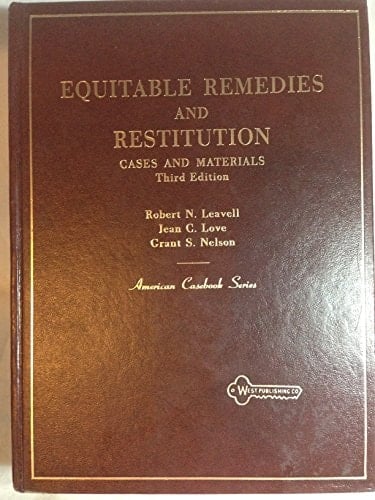 EQUITABLE REMEDIES
AND
RESTITUTION
CASES AND MATERIALS
Third Edition
Robert N. Leavell
Jean C. Love
Grant S. Nelson
American Casebook Series
WEST PUBLISHING CO